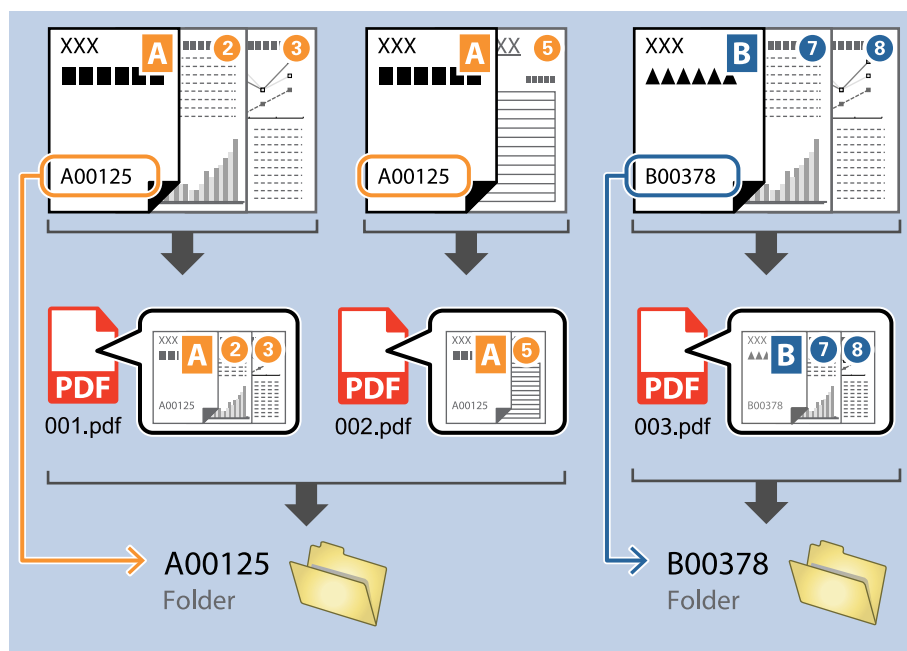 XXX
A
2
3
A00125
XXX
A
XX
5
A00125
XXX
B
7
8
B00378
PDF
001.pdf
XXX
A
2
3
A00125
PDF
002.pdf
XXX
A
5
A00125
PDF
003.pdf
XXX
B
7
8
B00378
A00125
Folder
B00378
Folder